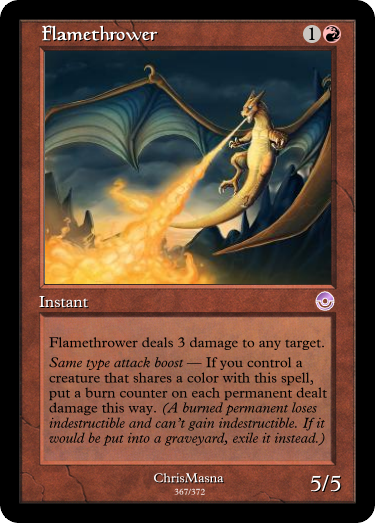 Flamethrower 1
Instant
Flamethrower deals 3 damage to any target.
Same type attack boost — If you control a
creature that shares a color with this spell,
put a burn counter on each permanent dealt
damage this way. (A burned permanent loses
indestructible and can't gain indestructible. If it
would be put into a graveyard, exile it instead.)
ChrisMasna
367/372
5/5